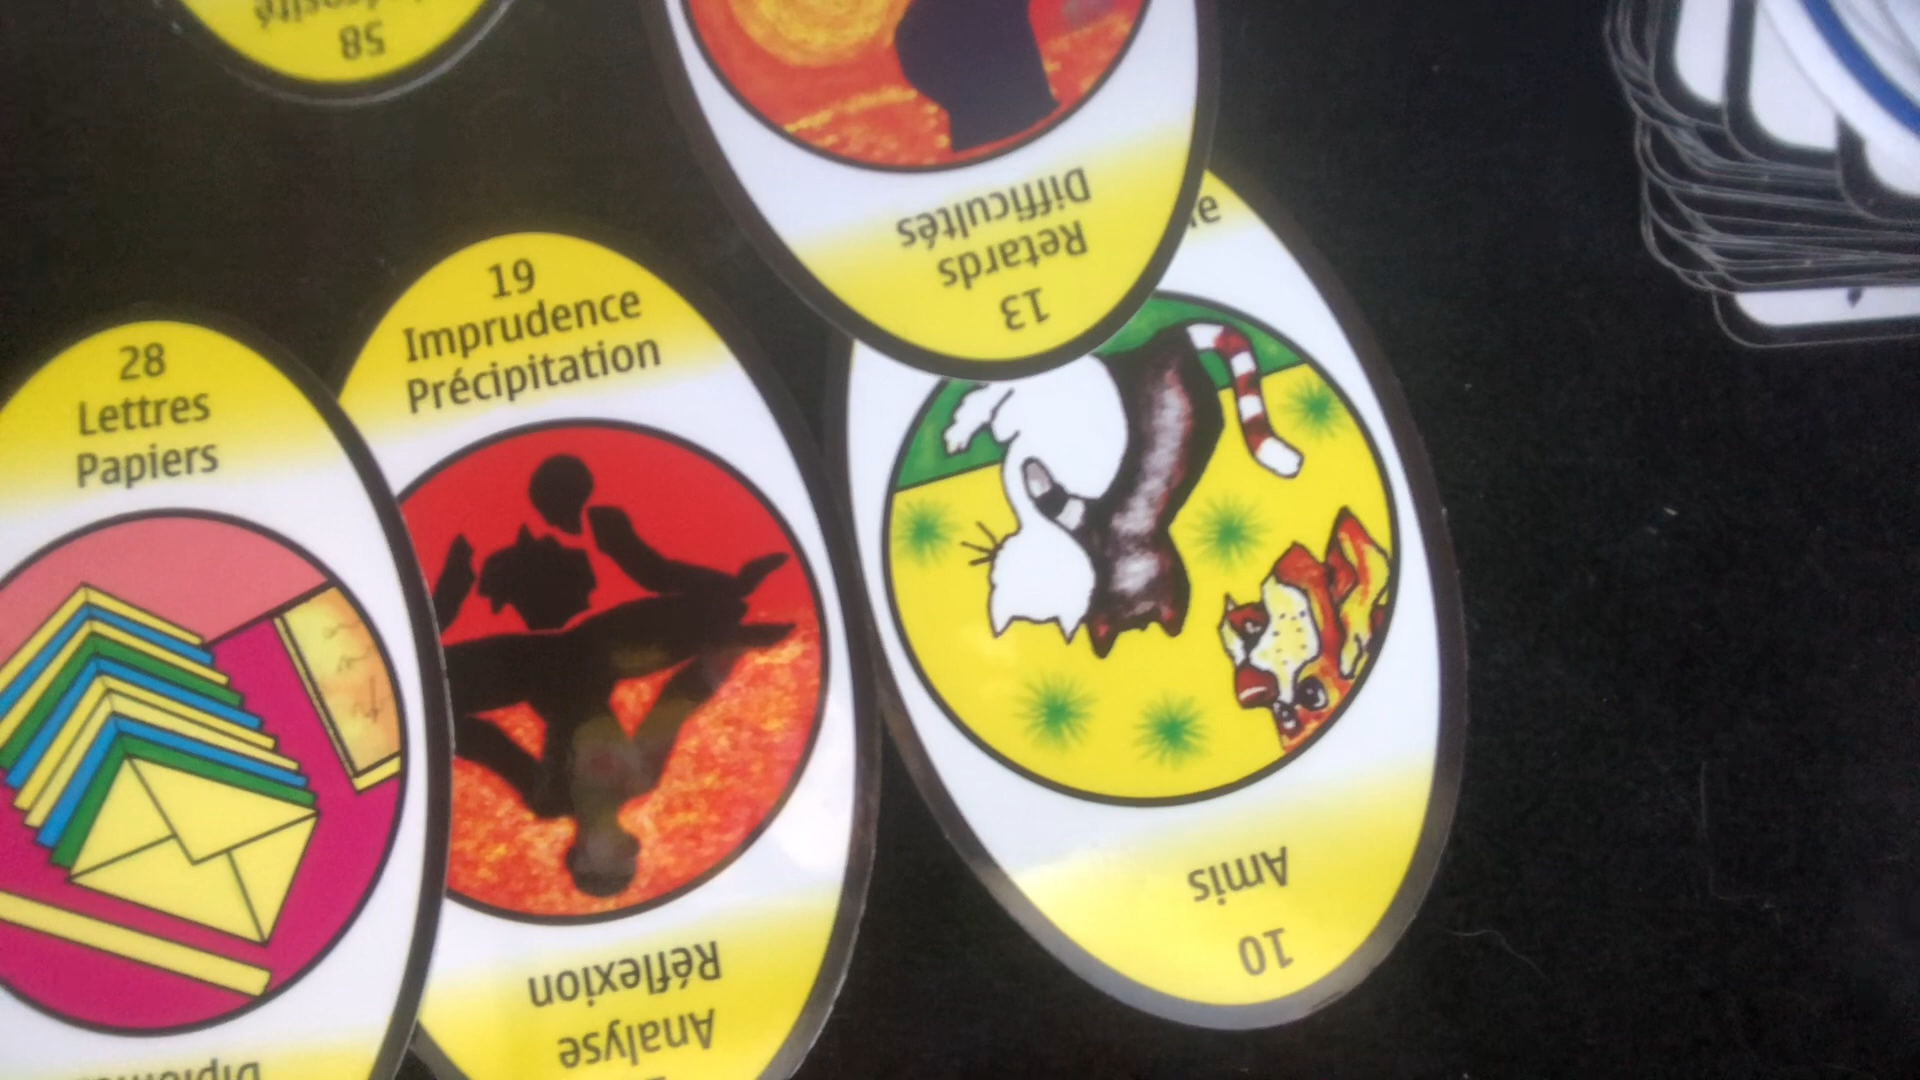 58
13
Retards
Difficultés
19
Imprudence
Précipitation
Analyse
Réflexion
28
Lettres
Papiers
10
Amis